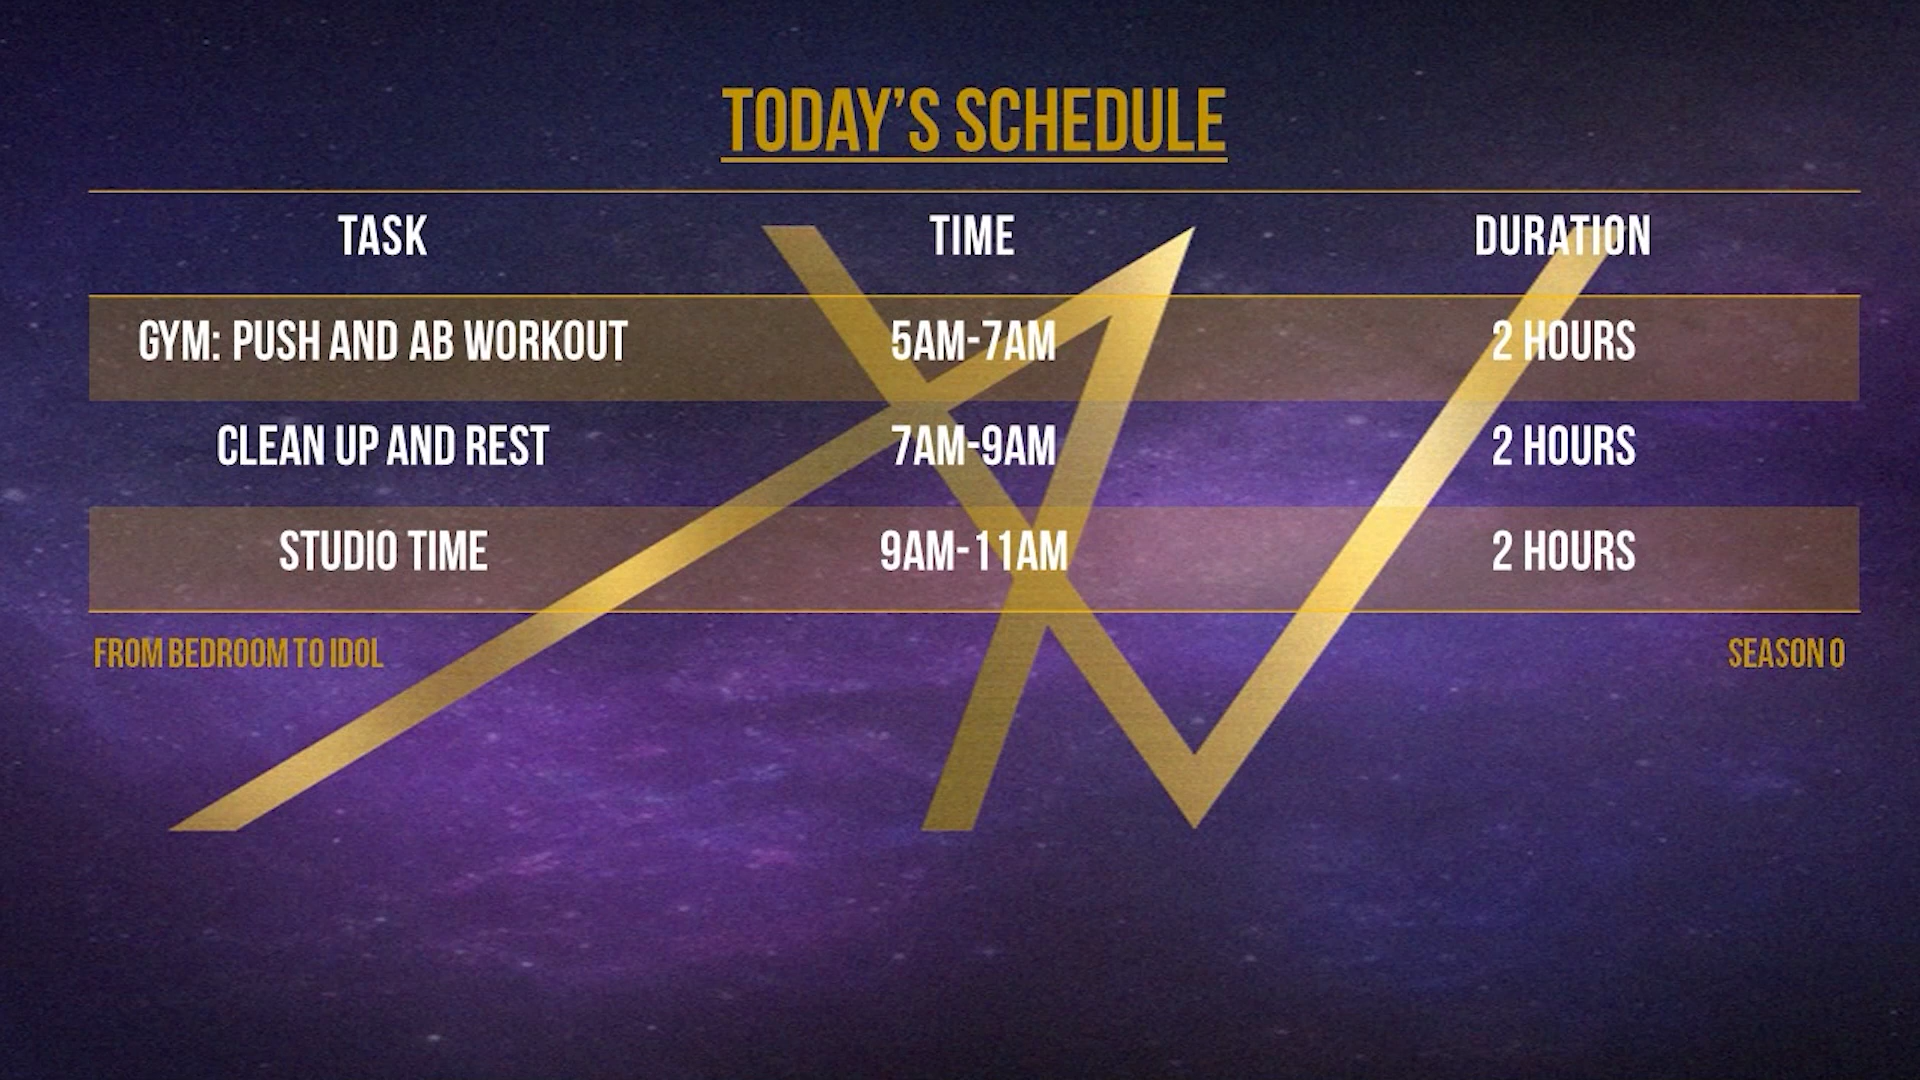 TODAY'S SCHEDULE
TASK TIME DURATION
GYM: PUSH AND AB WORKOUT 5AM-7AM 2 HOURS
CLEAN UP AND REST 7AM-9AM 2 HOURS
STUDIO TIME 9AM-11AM 2 HOURS
FROM BEDROOM TO IDOL SEASON 0